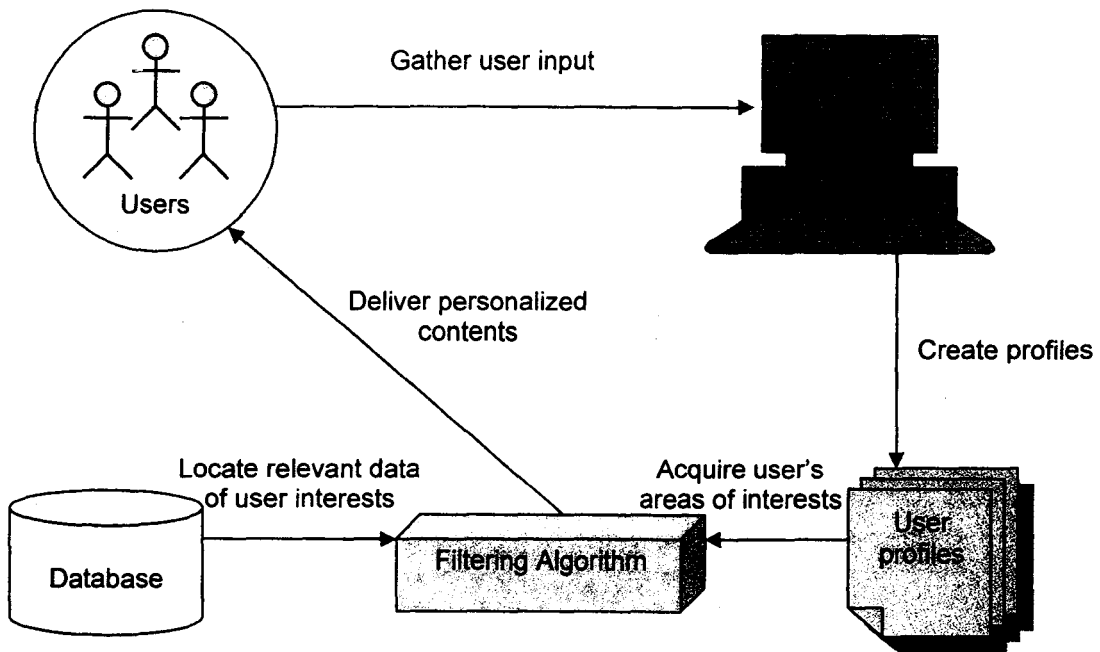 Gather user input
Users
Deliver personalized
contents
Create profiles
Locate relevant data
of user interests
Acquire user's
areas of interests
User
profiles
Filtering Algorithm
Database